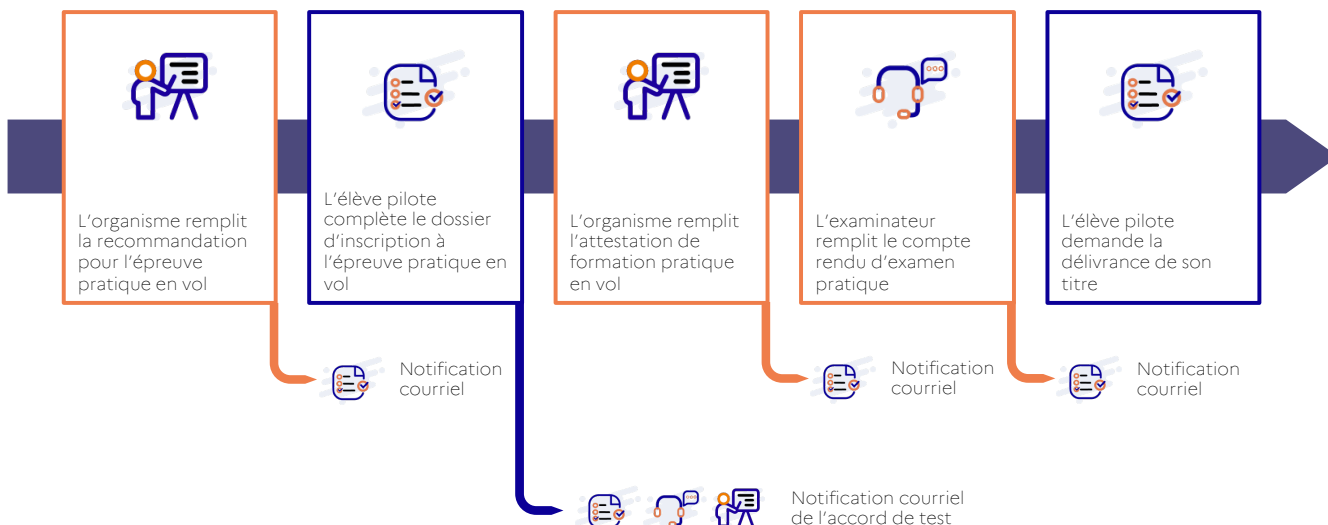 L'organisme remplit
la recommandation
pour l'épreuve
pratique en vol
L'élève pilote
complète le dossier
d'inscription à
l'épreuve pratique en
vol
L'organisme remplit
l'attestation de
formation pratique
en vol
L'examinateur
remplit le compte
rendu d'examen
pratique
L'élève pilote
demande la
délivrance de son
titre
Notification
courriel
Notification
courriel
Notification
courriel
Notification courriel
de l'accord de test